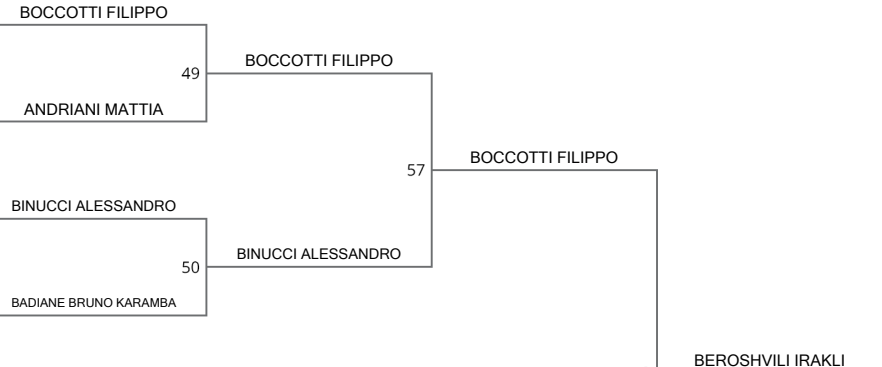 BOCCOTTI FILIPPO
BOCCOTTI FILIPPO
49
ANDRIANI MATTIA
BOCCOTTI FILIPPO
57
BINUCCI ALESSANDRO
BINUCCI ALESSANDRO
50
BADIANE BRUNO KARAMBA
BEROSHVILI IRAKLI